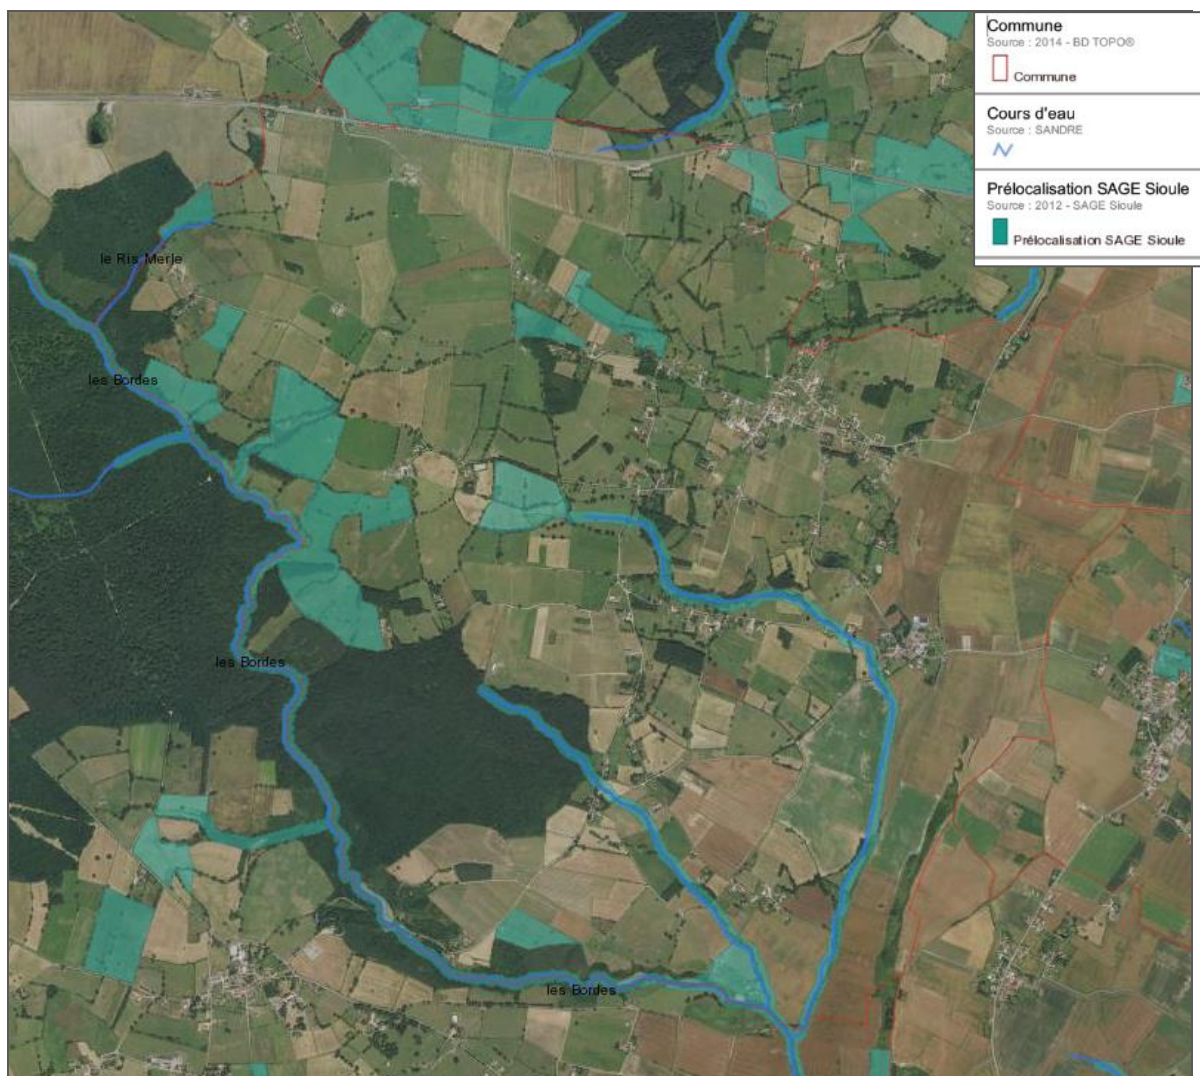 Commune
Source : 2014 - BD TOPO®
Commune
Cours d'eau
Source : SANDRE
Prélocalisation SAGE Sioule
Source : 2012 - SAGE Sioule
Prélocalisation SAGE Sioule
le Ris Merle
les Bordes
les Bordes
les Bordes